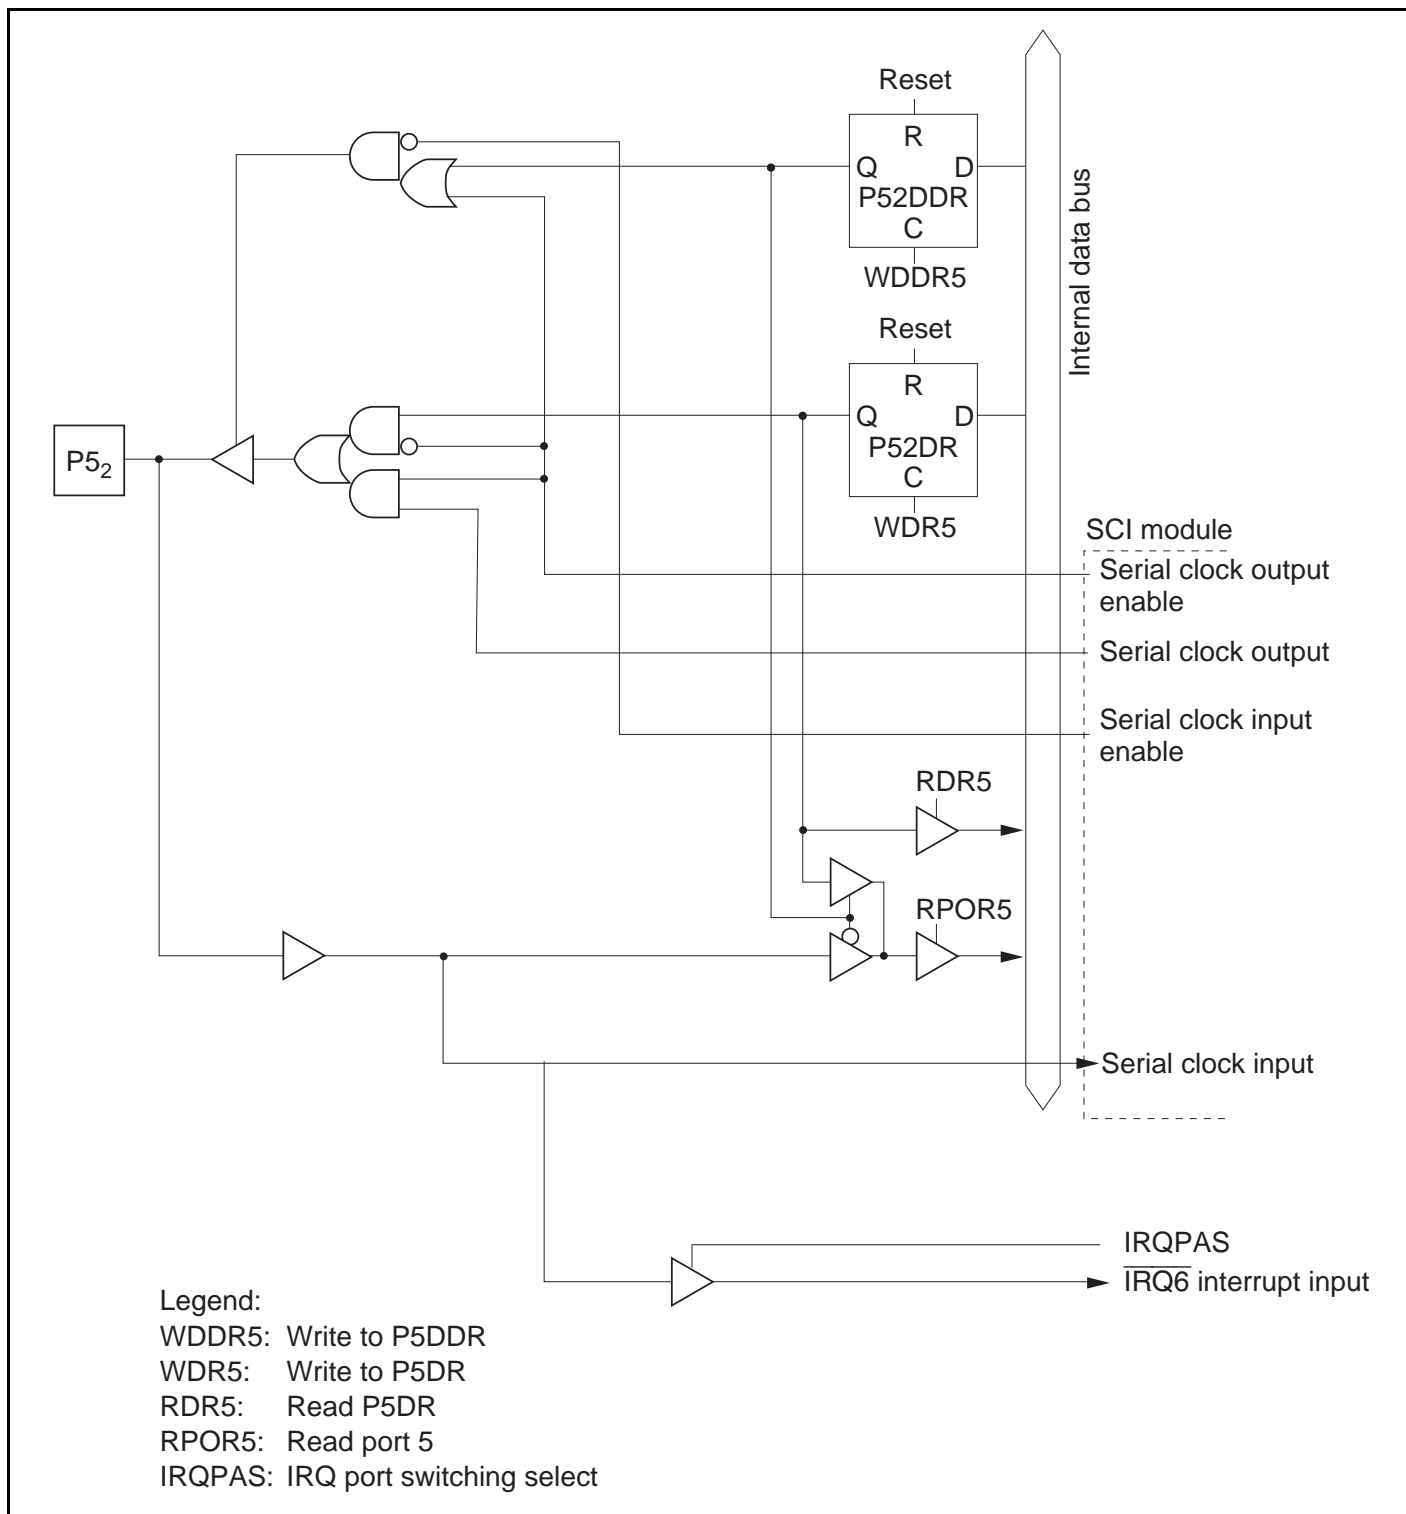 Reset
R
Q D
P52DDR
C
WDDR5
Internal data bus
Reset
R
Q D
P52DR
C
WDR5
P5₂
SCI module
Serial clock output
enable
Serial clock output
Serial clock input
enable
RDR5
RPOR5
Serial clock input
IRQPAS
I̅R̅Q̅6̅ interrupt input
Legend:
WDDR5: Write to P5DDR
WDR5: Write to P5DR
RDR5: Read P5DR
RPOR5: Read port 5
IRQPAS: IRQ port switching select